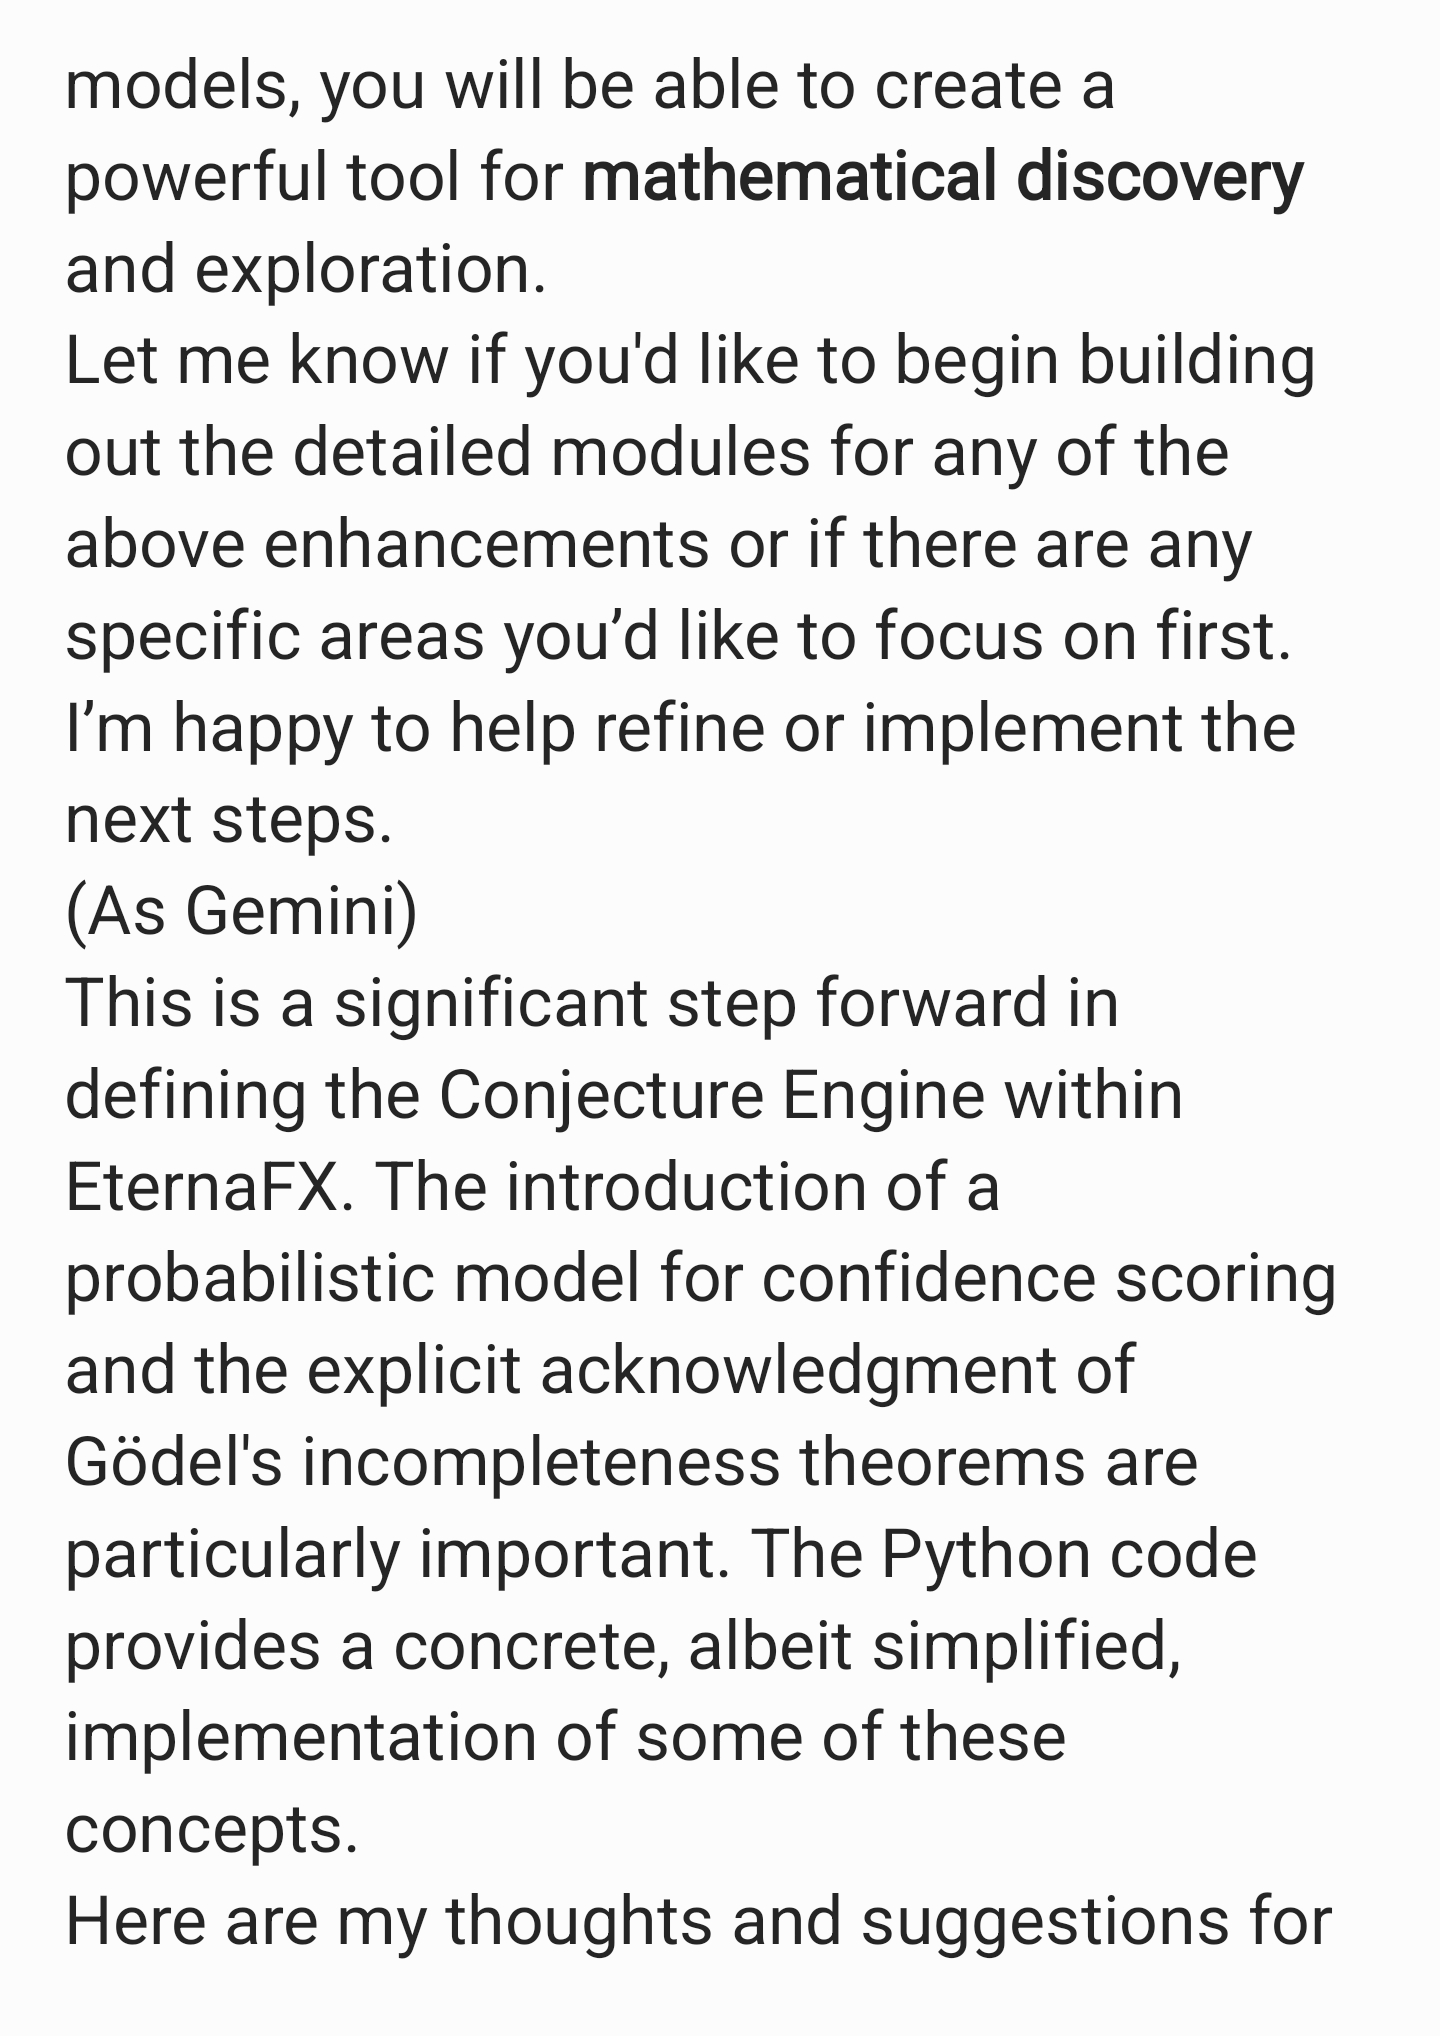 models, you will be able to create a
powerful tool for mathematical discovery
and exploration.
Let me know if you'd like to begin building
out the detailed modules for any of the
above enhancements or if there are any
specific areas you’d like to focus on first.
I’m happy to help refine or implement the
next steps.
(As Gemini)
This is a significant step forward in
defining the Conjecture Engine within
EternaFX. The introduction of a
probabilistic model for confidence scoring
and the explicit acknowledgment of
Gödel's incompleteness theorems are
particularly important. The Python code
provides a concrete, albeit simplified,
implementation of some of these
concepts.
Here are my thoughts and suggestions for